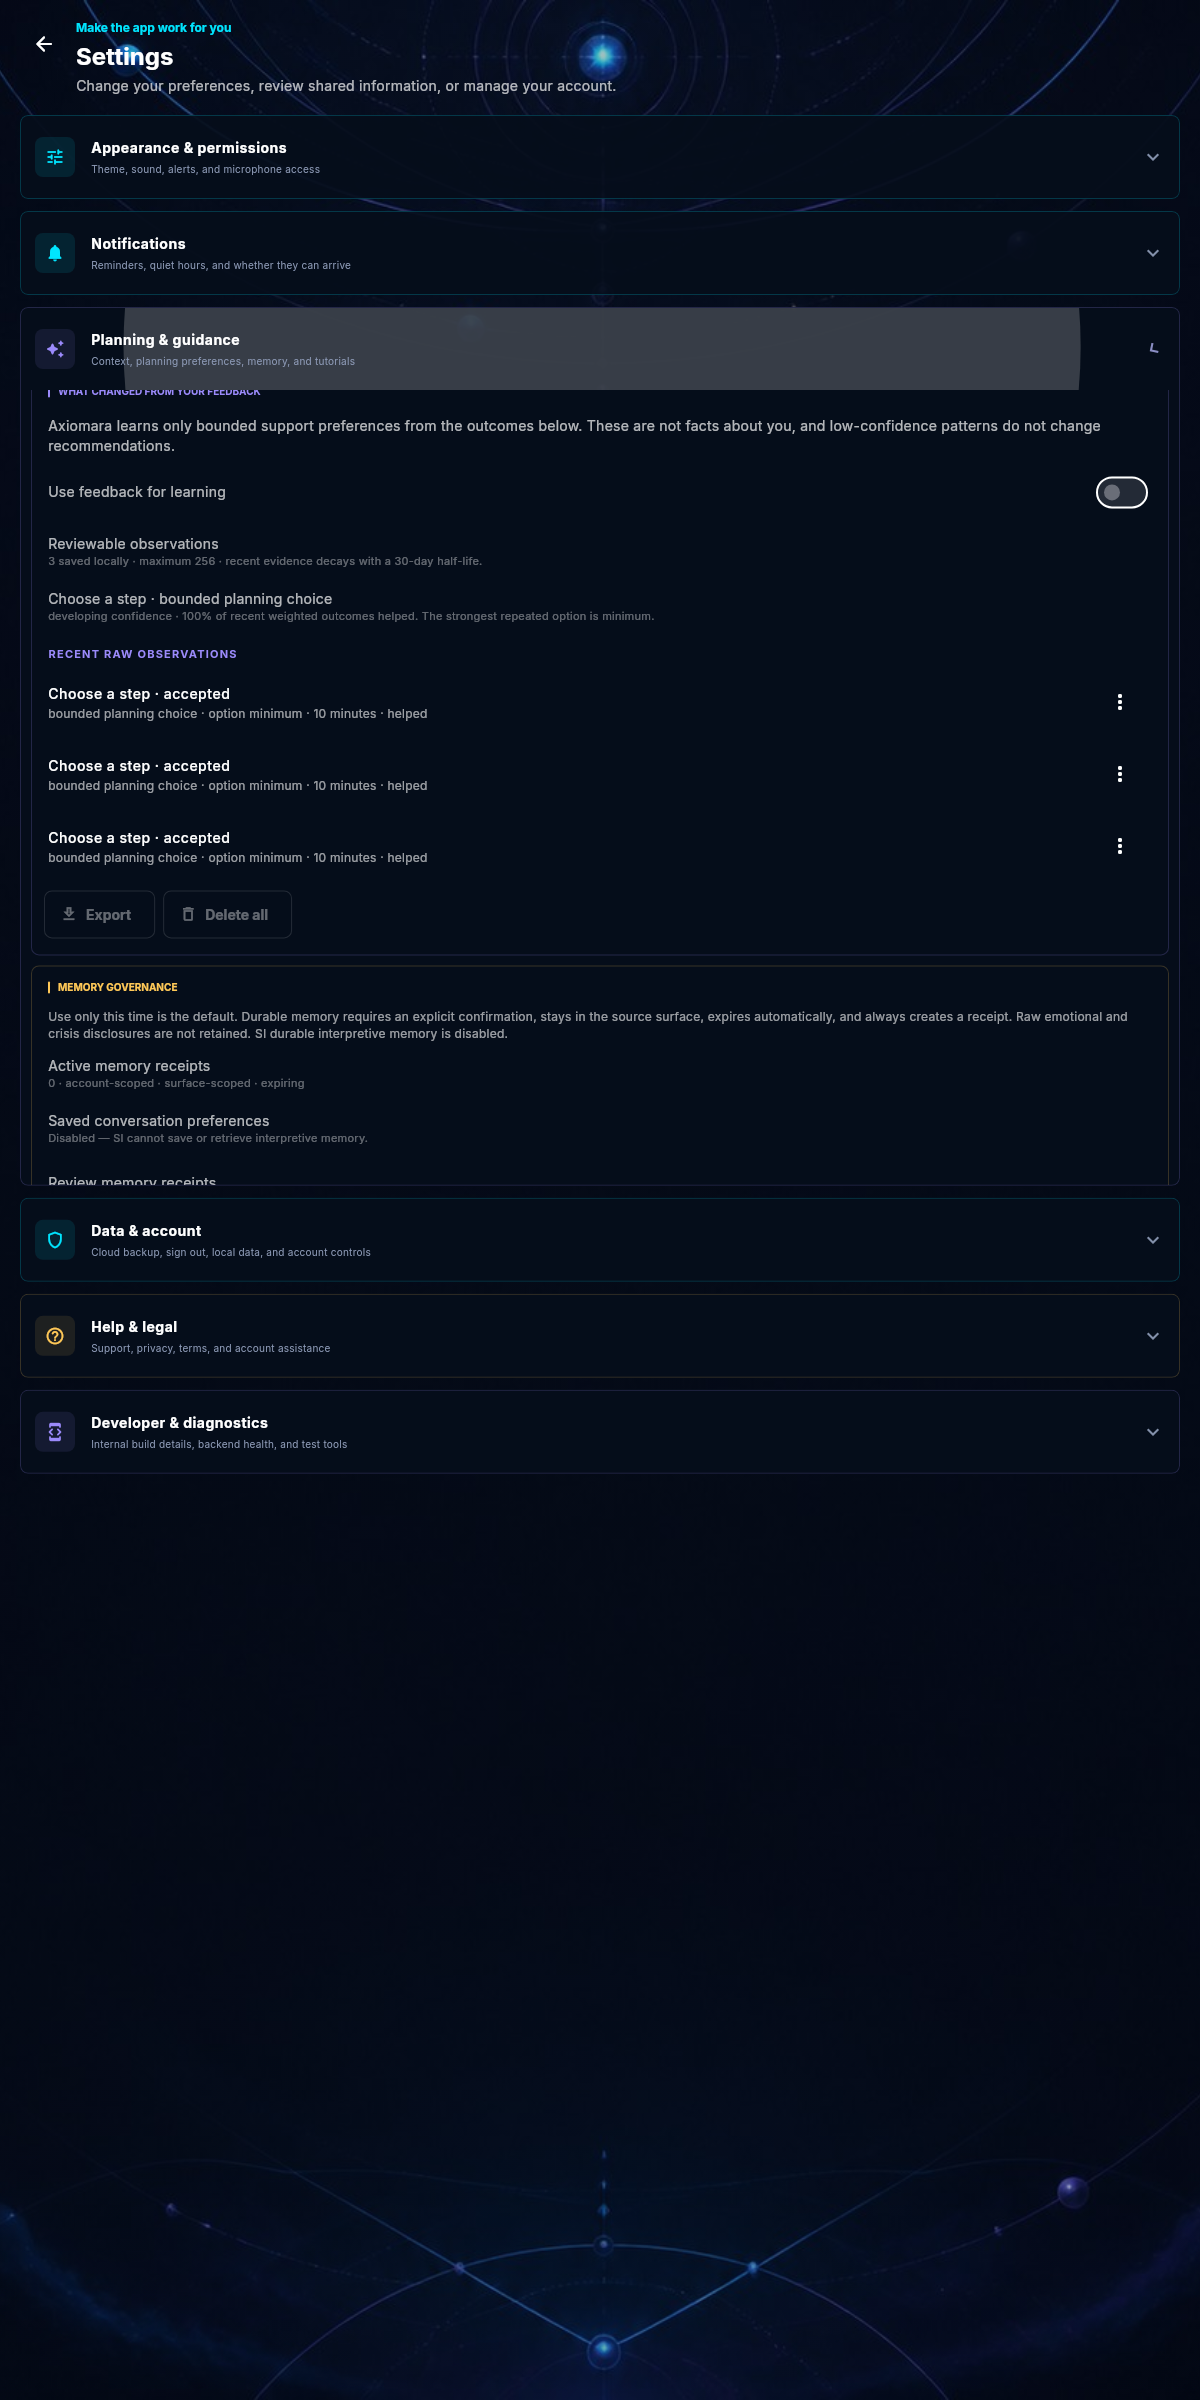 Make the app work for you
Settings
Change your preferences, review shared information, or manage your account.
Appearance & permissions
Theme, sound, alerts, and microphone access
Notifications
Reminders, quiet hours, and whether they can arrive
Planning & guidance
Context, planning preferences, memory, and tutorials
WHAT CHANGED FROM YOUR FEEDBACK
Axiomara learns only bounded support preferences from the outcomes below. These are not facts about you, and low-confidence patterns do not change
recommendations.
Use feedback for learning
Reviewable observations
3 saved locally · maximum 256 · recent evidence decays with a 30-day half-life.
Choose a step · bounded planning choice
developing confidence · 100% of recent weighted outcomes helped. The strongest repeated option is minimum.
RECENT RAW OBSERVATIONS
Choose a step · accepted
bounded planning choice · option minimum · 10 minutes · helped
Choose a step · accepted
bounded planning choice · option minimum · 10 minutes · helped
Choose a step · accepted
bounded planning choice · option minimum · 10 minutes · helped
Export
Delete all
MEMORY GOVERNANCE
Use only this time is the default. Durable memory requires an explicit confirmation, stays in the source surface, expires automatically, and always creates a receipt. Raw emotional and
crisis disclosures are not retained. SI durable interpretive memory is disabled.
Active memory receipts
0 · account-scoped · surface-scoped · expiring
Saved conversation preferences
Disabled — SI cannot save or retrieve interpretive memory.
Review memory receipts
Data & account
Cloud backup, sign out, local data, and account controls
Help & legal
Support, privacy, terms, and account assistance
Developer & diagnostics
Internal build details, backend health, and test tools